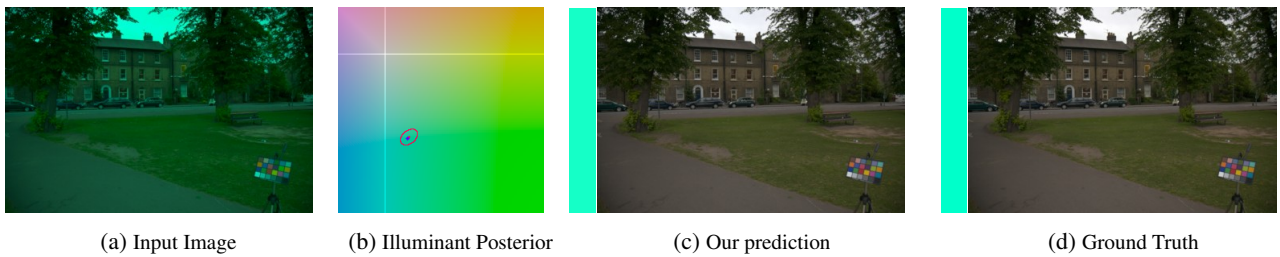 (a) Input Image
(b) Illuminant Posterior
(c) Our prediction
(d) Ground Truth